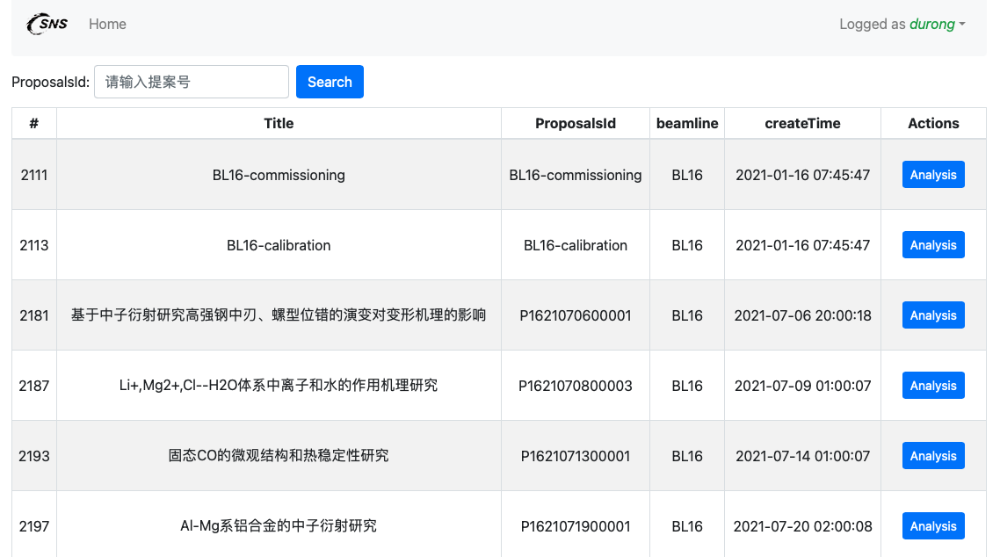 CSNS Home Logged as durong
ProposalsId: 请输入提案号 Search
# Title ProposalsId beamline createTime Actions
2111 BL16-commissioning BL16-commissioning BL16 2021-01-16 07:45:47 Analysis
2113 BL16-calibration BL16-calibration BL16 2021-01-16 07:45:47 Analysis
2181 基于中子衍射研究高强钢中刃、螺型位错的演变对变形机理的影响 P1621070600001 BL16 2021-07-06 20:00:18 Analysis
2187 Li+,Mg2+,Cl--H2O体系中离子和水的作用机理研究 P1621070800003 BL16 2021-07-09 01:00:07 Analysis
2193 固态CO的微观结构和热稳定性研究 P1621071300001 BL16 2021-07-14 01:00:07 Analysis
2197 Al-Mg系铝合金的中子衍射研究 P1621071900001 BL16 2021-07-20 02:00:08 Analysis